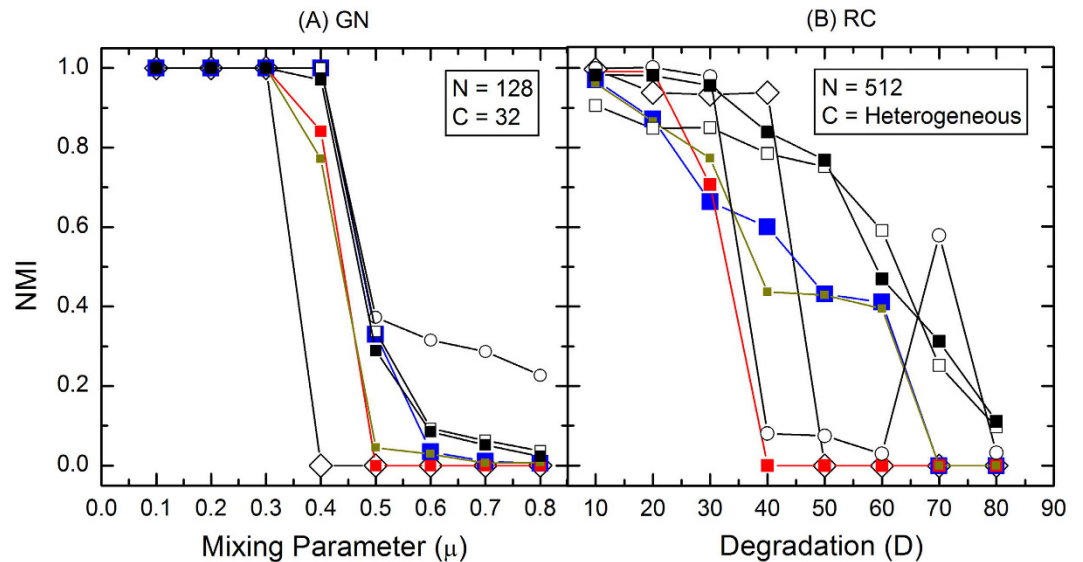 (A) GN
(B) RC
N = 128
C = 32
N = 512
C = Heterogeneous
NMI
1.0
0.8
0.6
0.4
0.2
0.0
0.0 0.1 0.2 0.3 0.4 0.5 0.6 0.7 0.8
10 20 30 40 50 60 70 80 90
Mixing Parameter (μ)
Degradation (D)